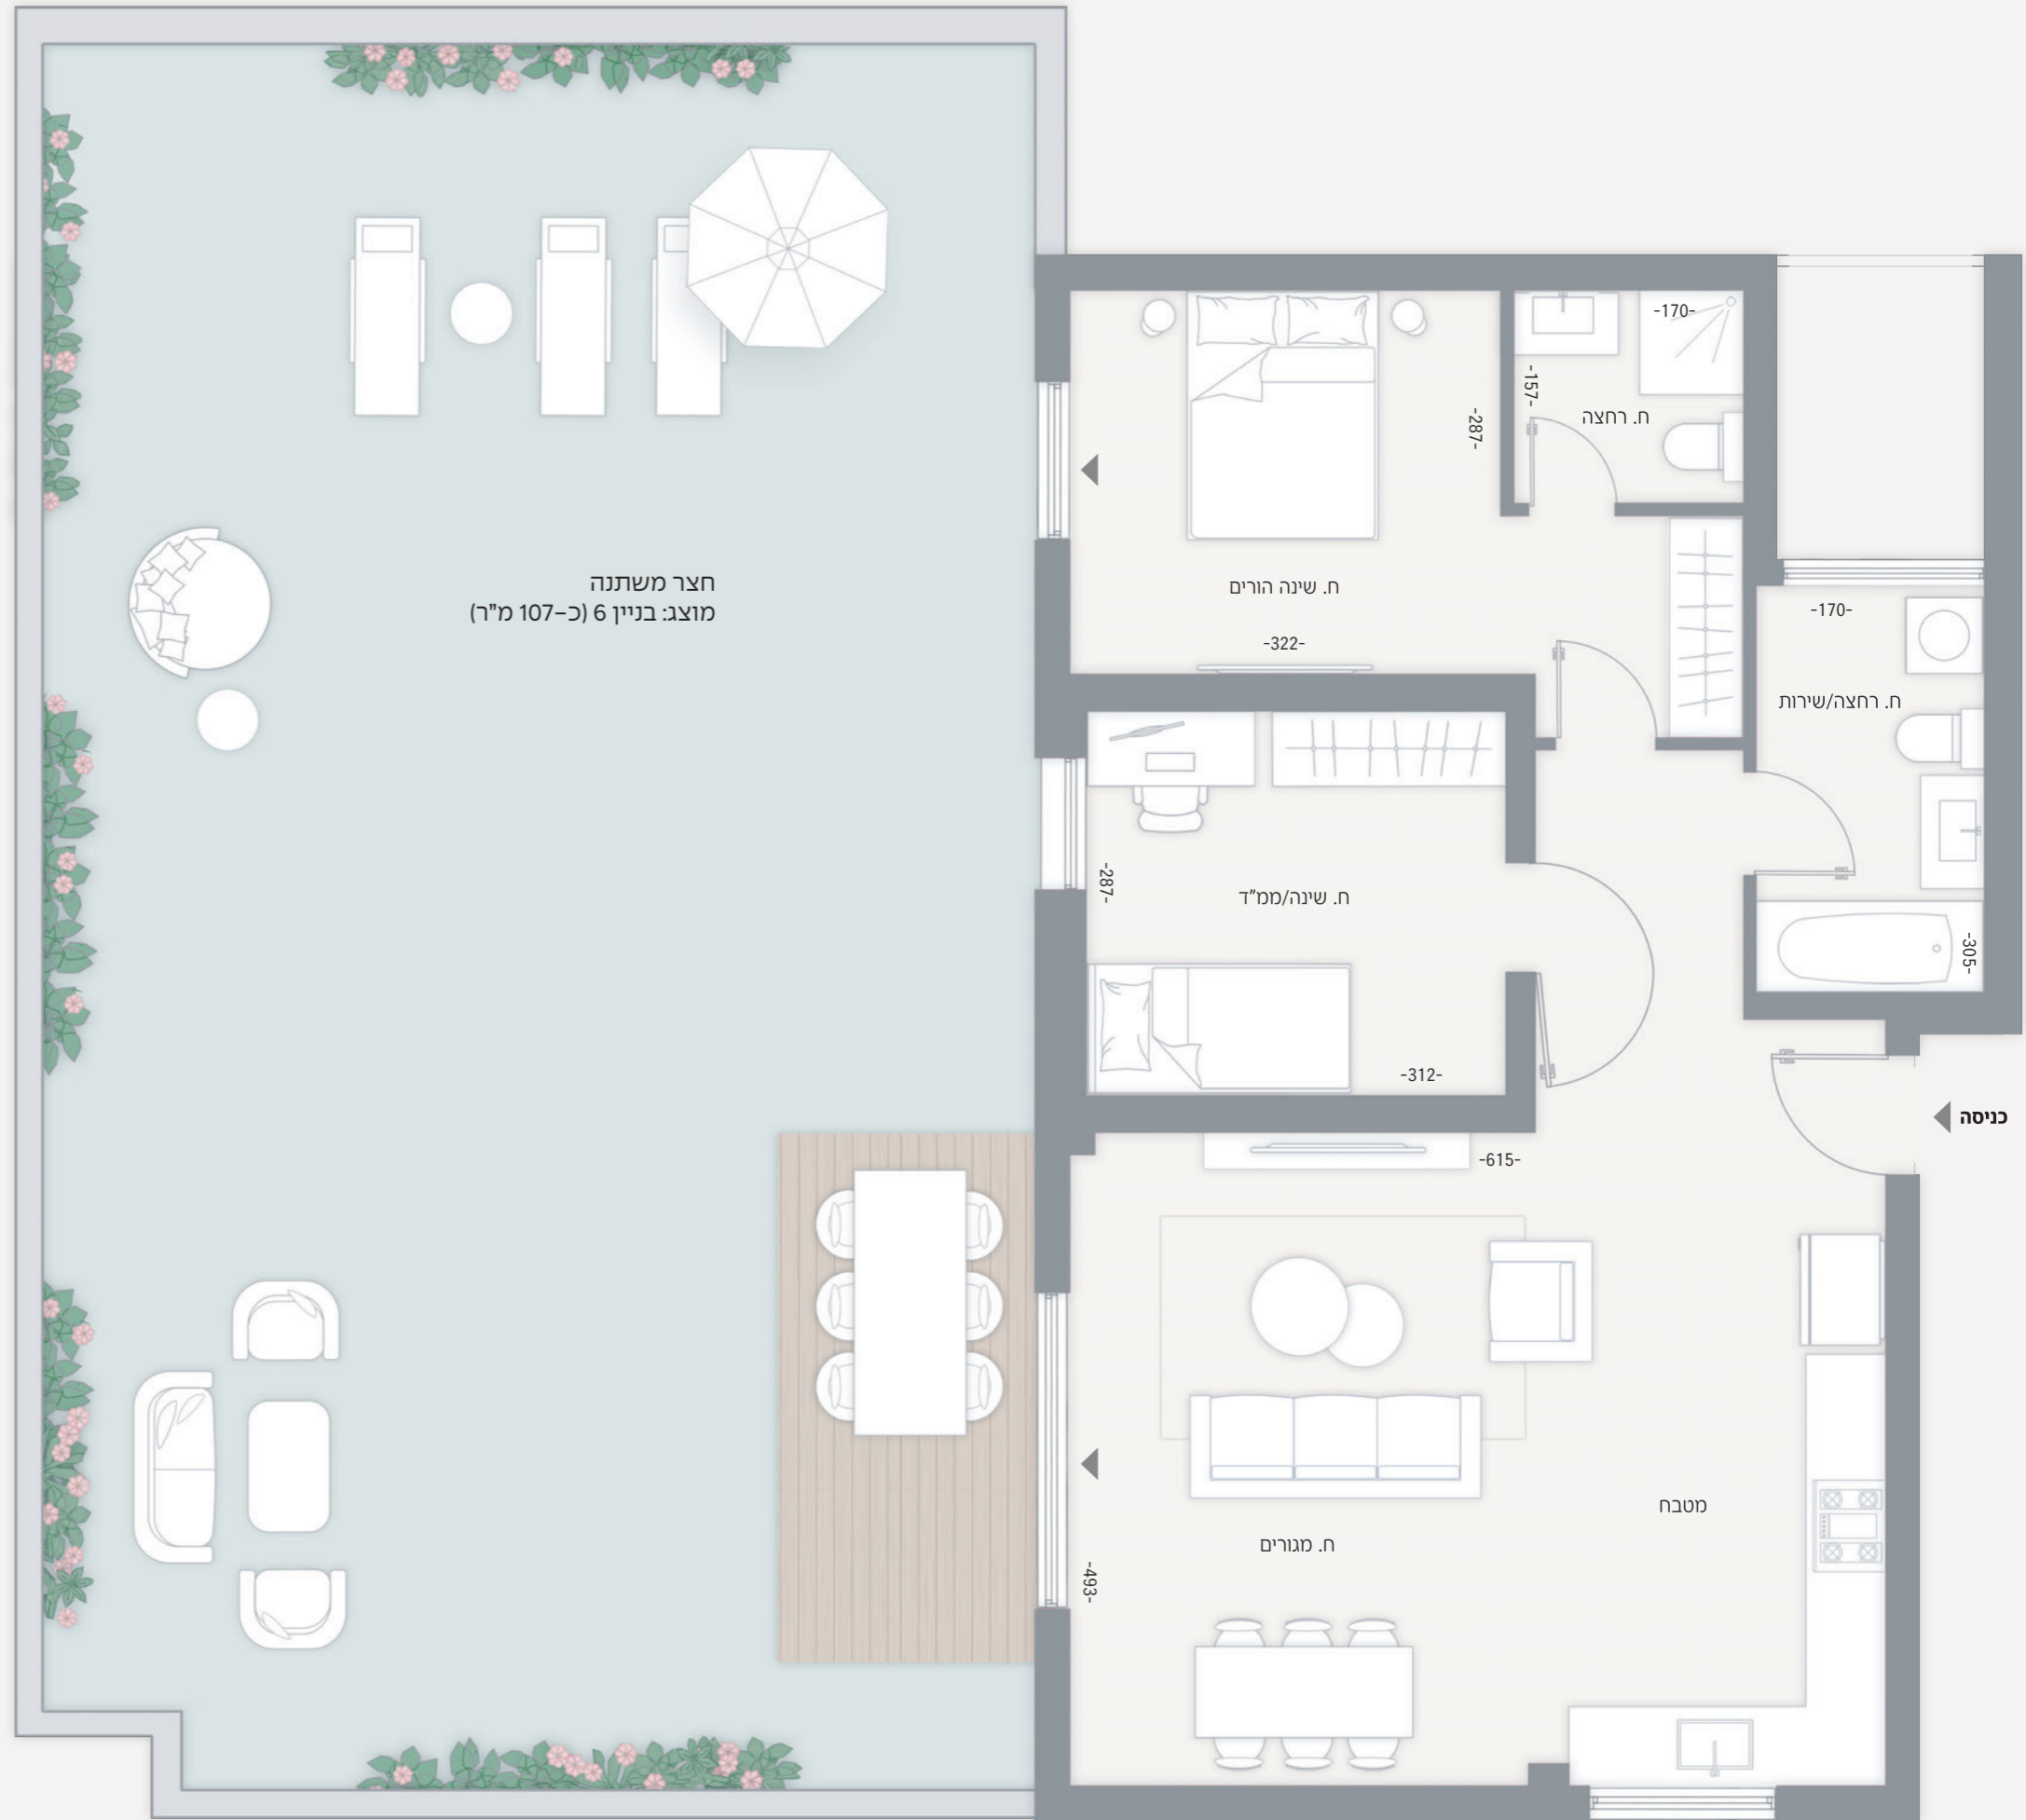 -170-
-157-
ח. רחצה
-287-
ח. שינה הורים
-322-
חצר משתנה
מוצג: בניין 6 (כ-107 מ"ר)
-170-
ח. רחצה/שירות
-305-
-287-
ח. שינה/ממ"ד
-312-
כניסה
-615-
מטבח
ח. מגורים
-493-